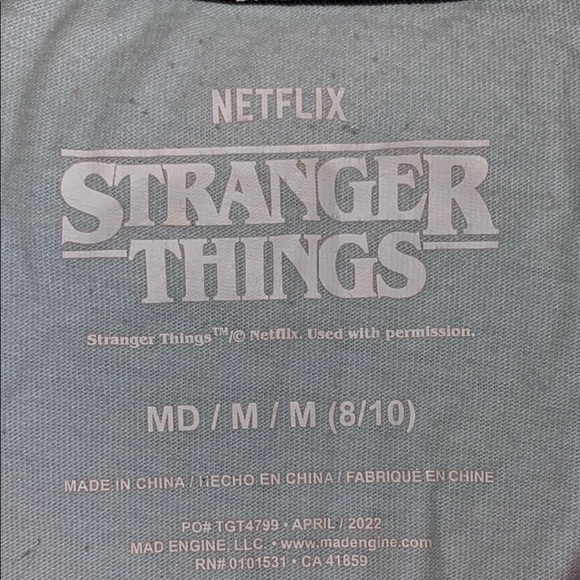 NETFLIX
STRANGER
THINGS
Stranger Things™/© Netflix. Used with permission.
MD / M / M (8/10)
MADE IN CHINA / HECHO EN CHINA / FABRIQUÉ EN CHINE
PO# TGT4799 • APRIL / 2022
MAD ENGINE, LLC. • www.madengine.com
RN# 0101531 • CA 41859